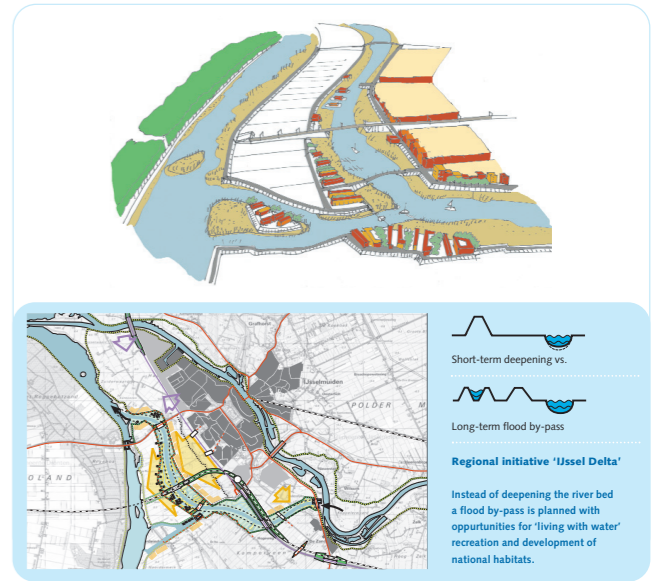 Grafhorst
IJsselmuiden
POLDER M
OLAND
Kamperveen
Short-term deepening vs.
Long-term flood by-pass
Regional initiative ‘IJssel Delta’
Instead of deepening the river bed
a flood by-pass is planned with
oppurtunities for ‘living with water’
recreation and development of
national habitats.